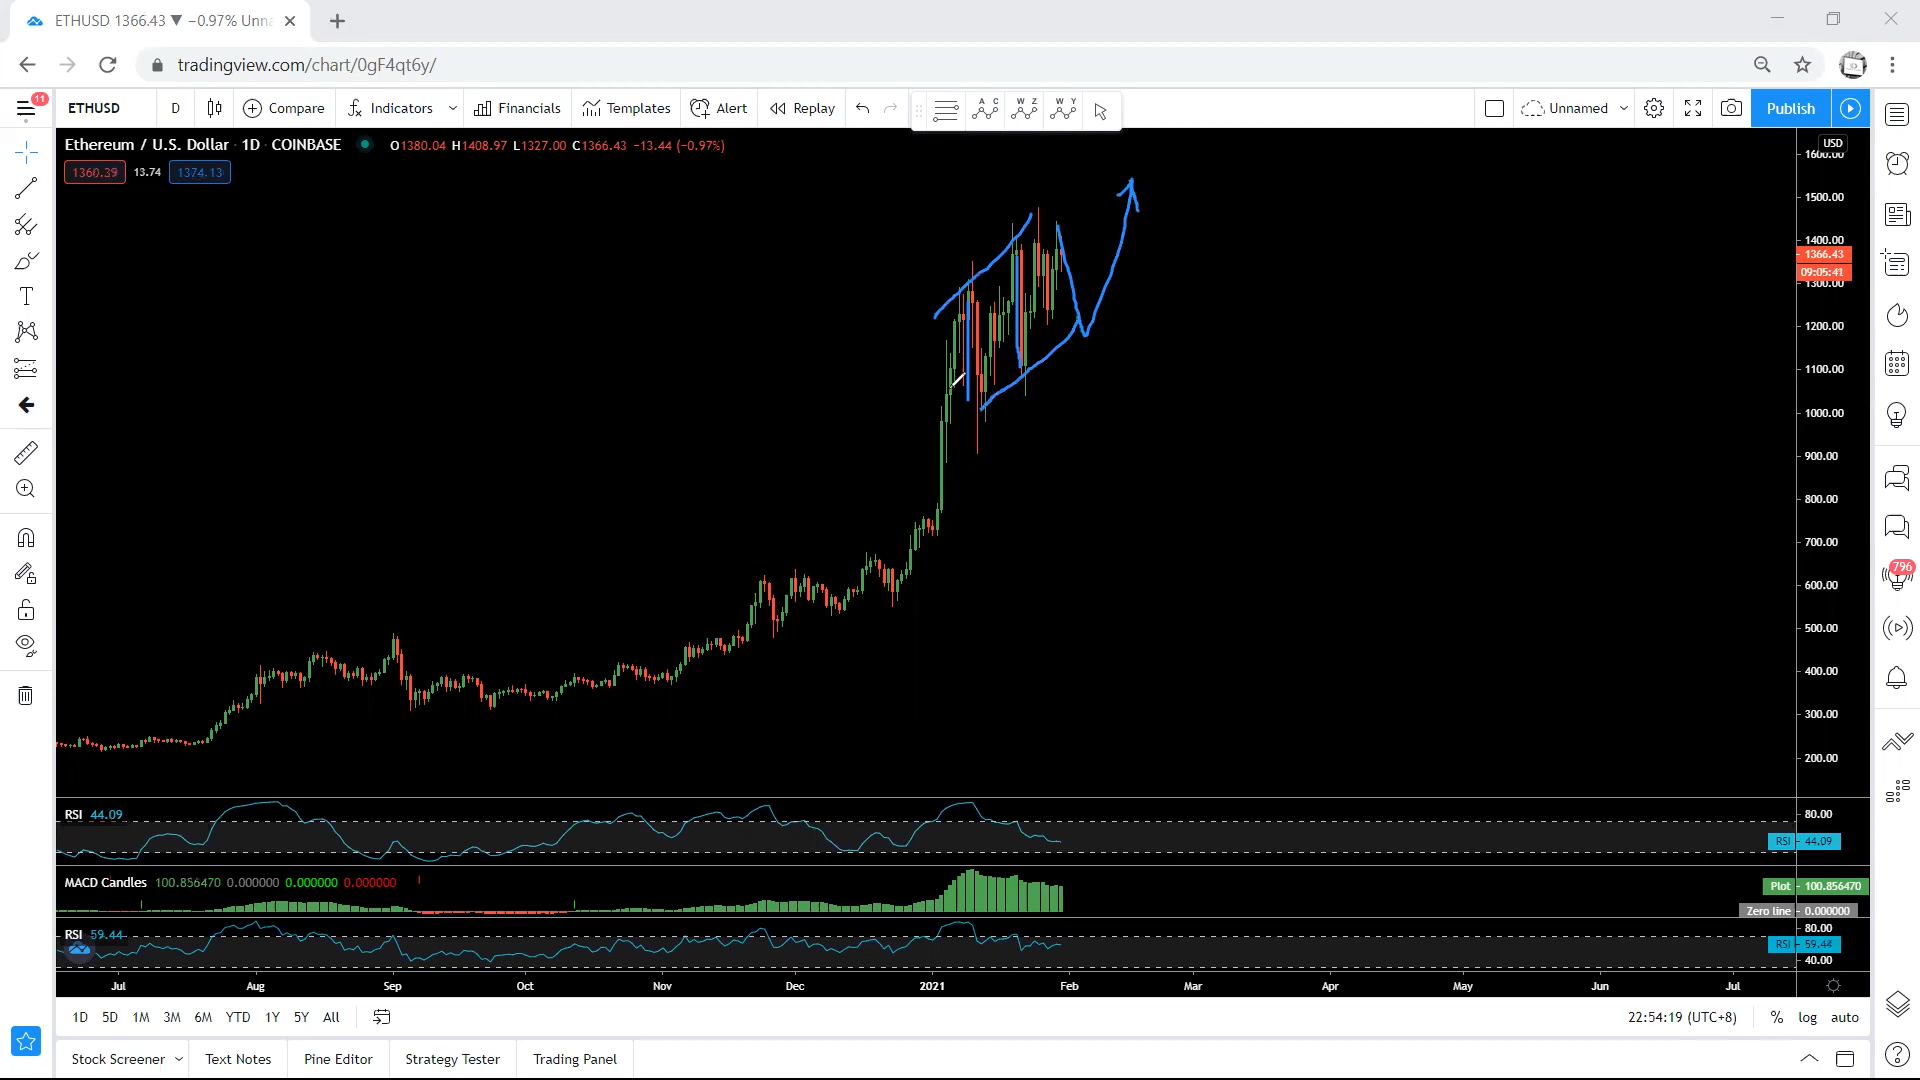 ETHUSD 1366.43 ▼ −0.97% Unna
tradingview.com/chart/0gF4qt6y/
11
ETHUSD D Compare Indicators Financials Templates Alert Replay A C W Z W Y Unnamed Publish
Ethereum / U.S. Dollar · 1D · COINBASE O1380.04 H1408.97 L1327.00 C1366.43 −13.44 (−0.97%)
1360.39 13.74 1374.13
USD
1600.00
1500.00
1400.00
1366.43
09:05:41
1300.00
1200.00
1100.00
1000.00
900.00
800.00
700.00
600.00
500.00
400.00
300.00
200.00
796
RSI 44.09
80.00
RSI 44.09
MACD Candles 100.856470 0.000000 0.000000 0.000000
Plot 100.856470
Zero line 0.000000
RSI 59.44
80.00
RSI 59.44
40.00
Jul Aug Sep Oct Nov Dec 2021 Feb Mar Apr May Jun Jul
1D 5D 1M 3M 6M YTD 1Y 5Y All 22:54:19 (UTC+8) % log auto
Stock Screener Text Notes Pine Editor Strategy Tester Trading Panel